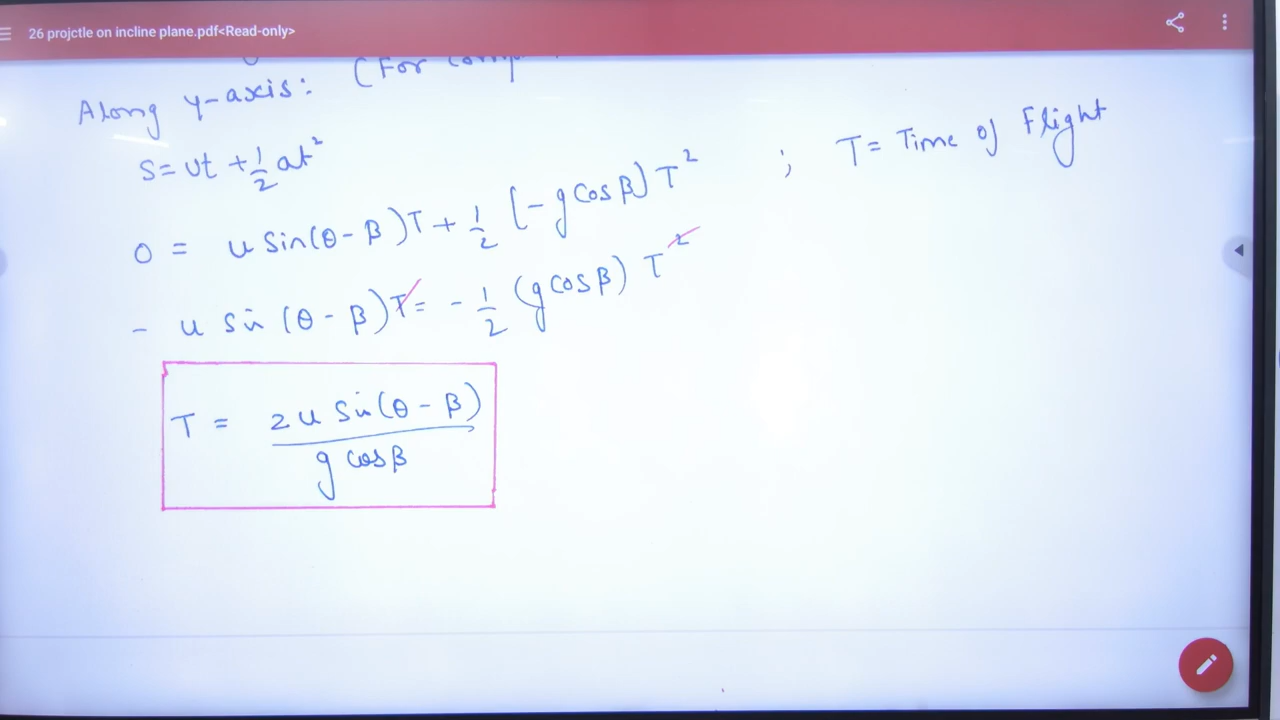 26 projctle on incline plane.pdf<Read-only>
Along y-axis: (For
S = ut + 1/2 at²
; T = Time of Flight
0 = u Sin(θ - β)T + 1/2 (-g cos β) T²
- u sin (θ - β) T = - 1/2 (g cos β) T²
T = 2u Sin(θ - β) / g cosβ